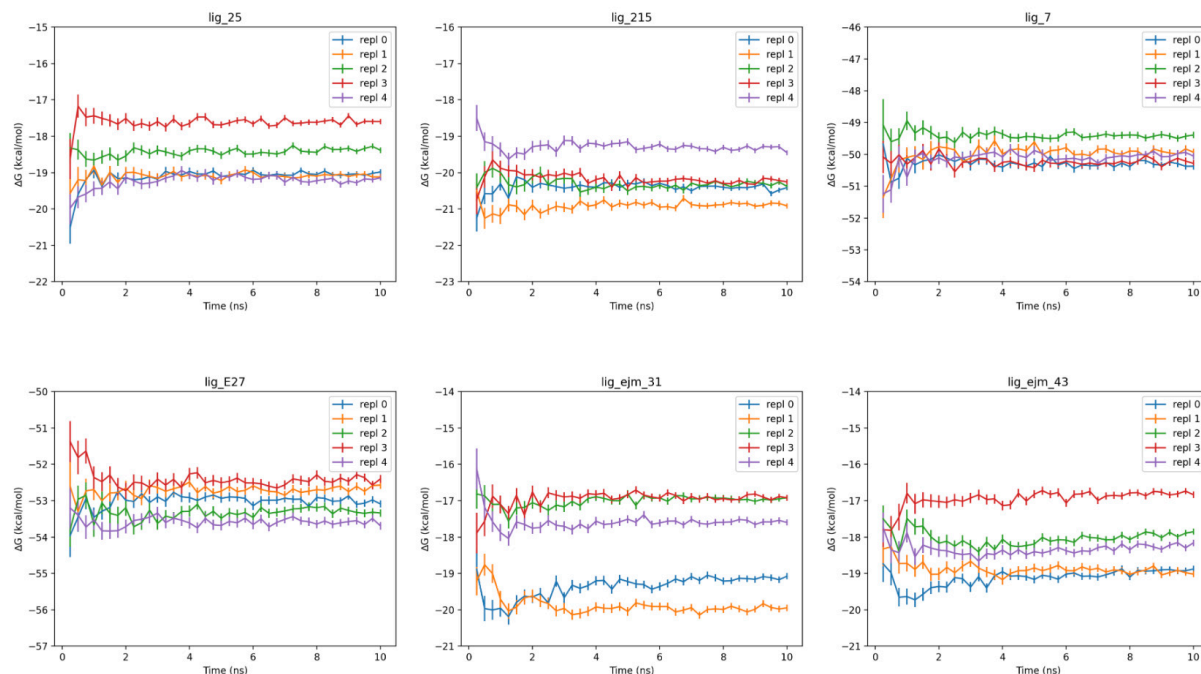 lig_25
−15
−16
−17
−18
−19
−20
−21
−22
ΔG (kcal/mol)
0
2
4
6
8
10
Time (ns)
repl 0
repl 1
repl 2
repl 3
repl 4
lig_215
−16
−17
−18
−19
−20
−21
−22
−23
ΔG (kcal/mol)
0
2
4
6
8
10
Time (ns)
repl 0
repl 1
repl 2
repl 3
repl 4
lig_7
−46
−47
−48
−49
−50
−51
−52
−53
−54
ΔG (kcal/mol)
0
2
4
6
8
10
Time (ns)
repl 0
repl 1
repl 2
repl 3
repl 4
lig_E27
−50
−51
−52
−53
−54
−55
−56
−57
ΔG (kcal/mol)
0
2
4
6
8
10
Time (ns)
repl 0
repl 1
repl 2
repl 3
repl 4
lig_ejm_31
−14
−15
−16
−17
−18
−19
−20
−21
ΔG (kcal/mol)
0
2
4
6
8
10
Time (ns)
repl 0
repl 1
repl 2
repl 3
repl 4
lig_ejm_43
−14
−15
−16
−17
−18
−19
−20
−21
ΔG (kcal/mol)
0
2
4
6
8
10
Time (ns)
repl 0
repl 1
repl 2
repl 3
repl 4